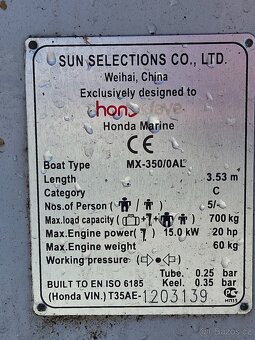 SUN SELECTIONS CO., LTD.
Weihai, China
Exclusively designed to
Honda Marine
CE
Boat Type MX-350/0AL
Length 3.53 m
Category C
Nos.of Person ( / ) 5/-
Max.load capacity ( + + ) 700 kg
Max.Engine power ( ) 15.0 kW 20 hp
Max.Engine weight 60 kg
Working pressure
Tube. 0.25 bar
BUILT TO EN ISO 6185 Keel. 0.35 bar
(Honda VIN.) T35AE-1203139